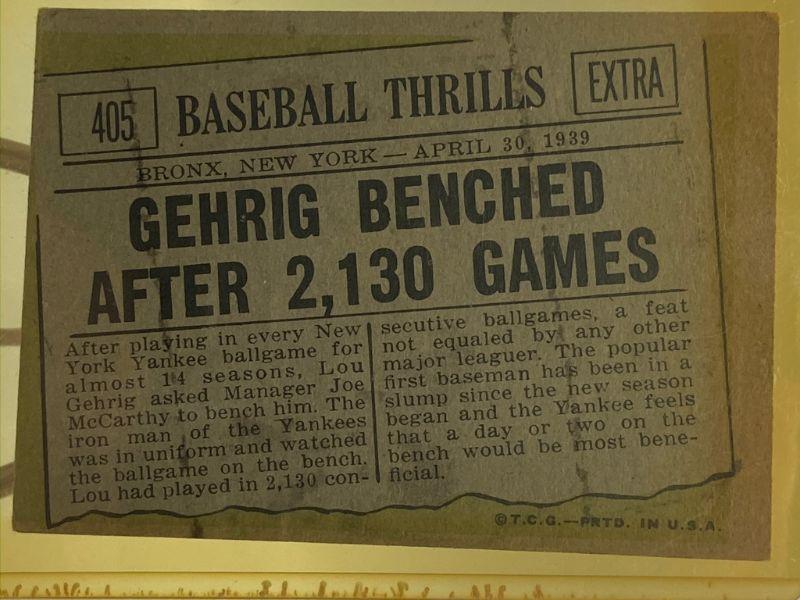 405 BASEBALL THRILLS EXTRA
BRONX, NEW YORK — APRIL 30, 1939
GEHRIG BENCHED
AFTER 2,130 GAMES
After playing in every New
York Yankee ballgame for
almost 14 seasons, Lou
Gehrig asked Manager Joe
McCarthy to bench him. The
iron man of the Yankees
was in uniform and watched
the ballgame on the bench.
Lou had played in 2,130 con-
secutive ballgames, a feat
not equaled by any other
major leaguer. The popular
first baseman has been in a
slump since the new season
began and the Yankee feels
that a day or two on the
bench would be most bene-
ficial.
© T.C.G.—PRTD. IN U.S.A.